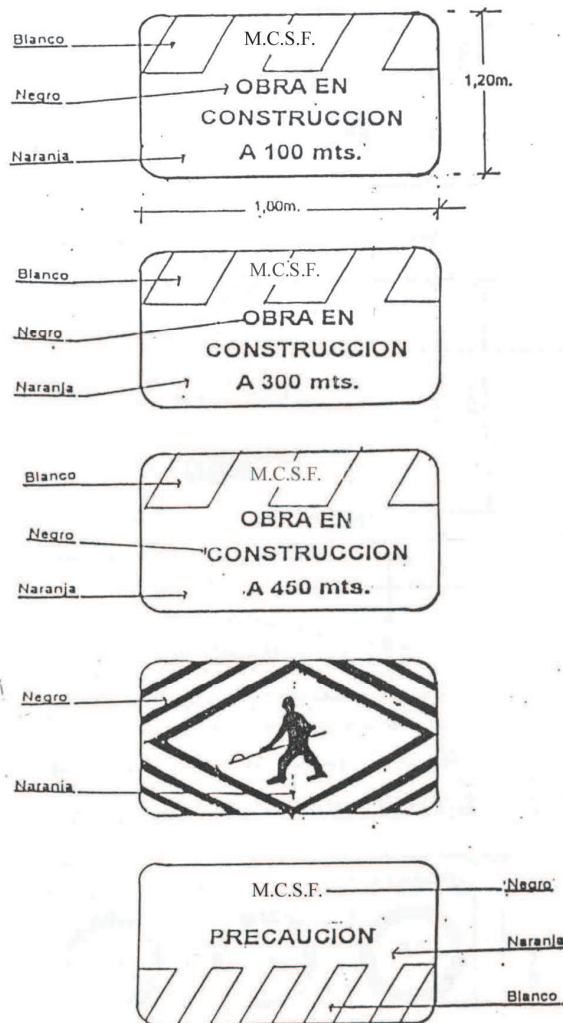 Blanco
M.C.S.F.
Negro
OBRA EN
CONSTRUCCION
Naranja
A 100 mts.
1,20m.
1,00m.
Blanco
M.C.S.F.
Negro
OBRA EN
CONSTRUCCION
Naranja
A 300 mts.
Blanco
M.C.S.F.
OBRA EN
Negro
CONSTRUCCION
Naranja
A 450 mts.
Negro
Naranja
M.C.S.F.
Negro
PRECAUCION
Naranja
Blanco